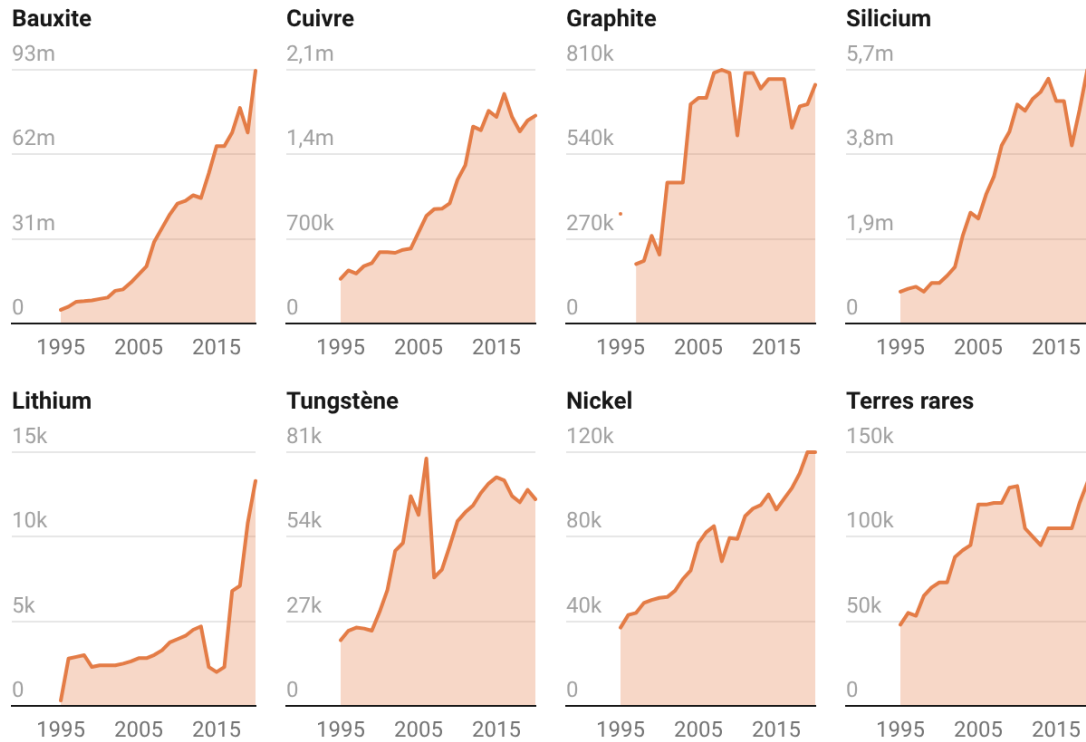 Bauxite
93m
62m
31m
0
1995 2005 2015
Cuivre
2,1m
1,4m
700k
0
1995 2005 2015
Graphite
810k
540k
270k
0
1995 2005 2015
Silicium
5,7m
3,8m
1,9m
0
1995 2005 2015
Lithium
15k
10k
5k
0
1995 2005 2015
Tungstène
81k
54k
27k
0
1995 2005 2015
Nickel
120k
80k
40k
0
1995 2005 2015
Terres rares
150k
100k
50k
0
1995 2005 2015